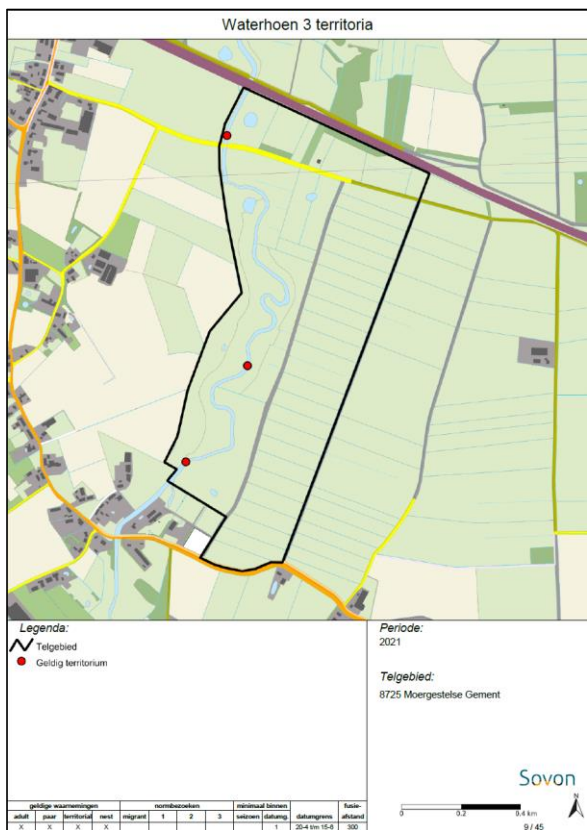 Waterhoen 3 territoria
Legenda:
Telgebied
Geldig territorium
Periode:
2021
Telgebied:
8725 Moergestelse Gement
Sovon
geldige waarnemingen normbezoeken minimaal binnen fusie-
adult paar territorial nest migrant 1 2 3 seizoen datumg. datumgrens afstand
X X X X 1 20-4 t/m 15-6 300
0 0.2 0.4 km
N
9 / 45